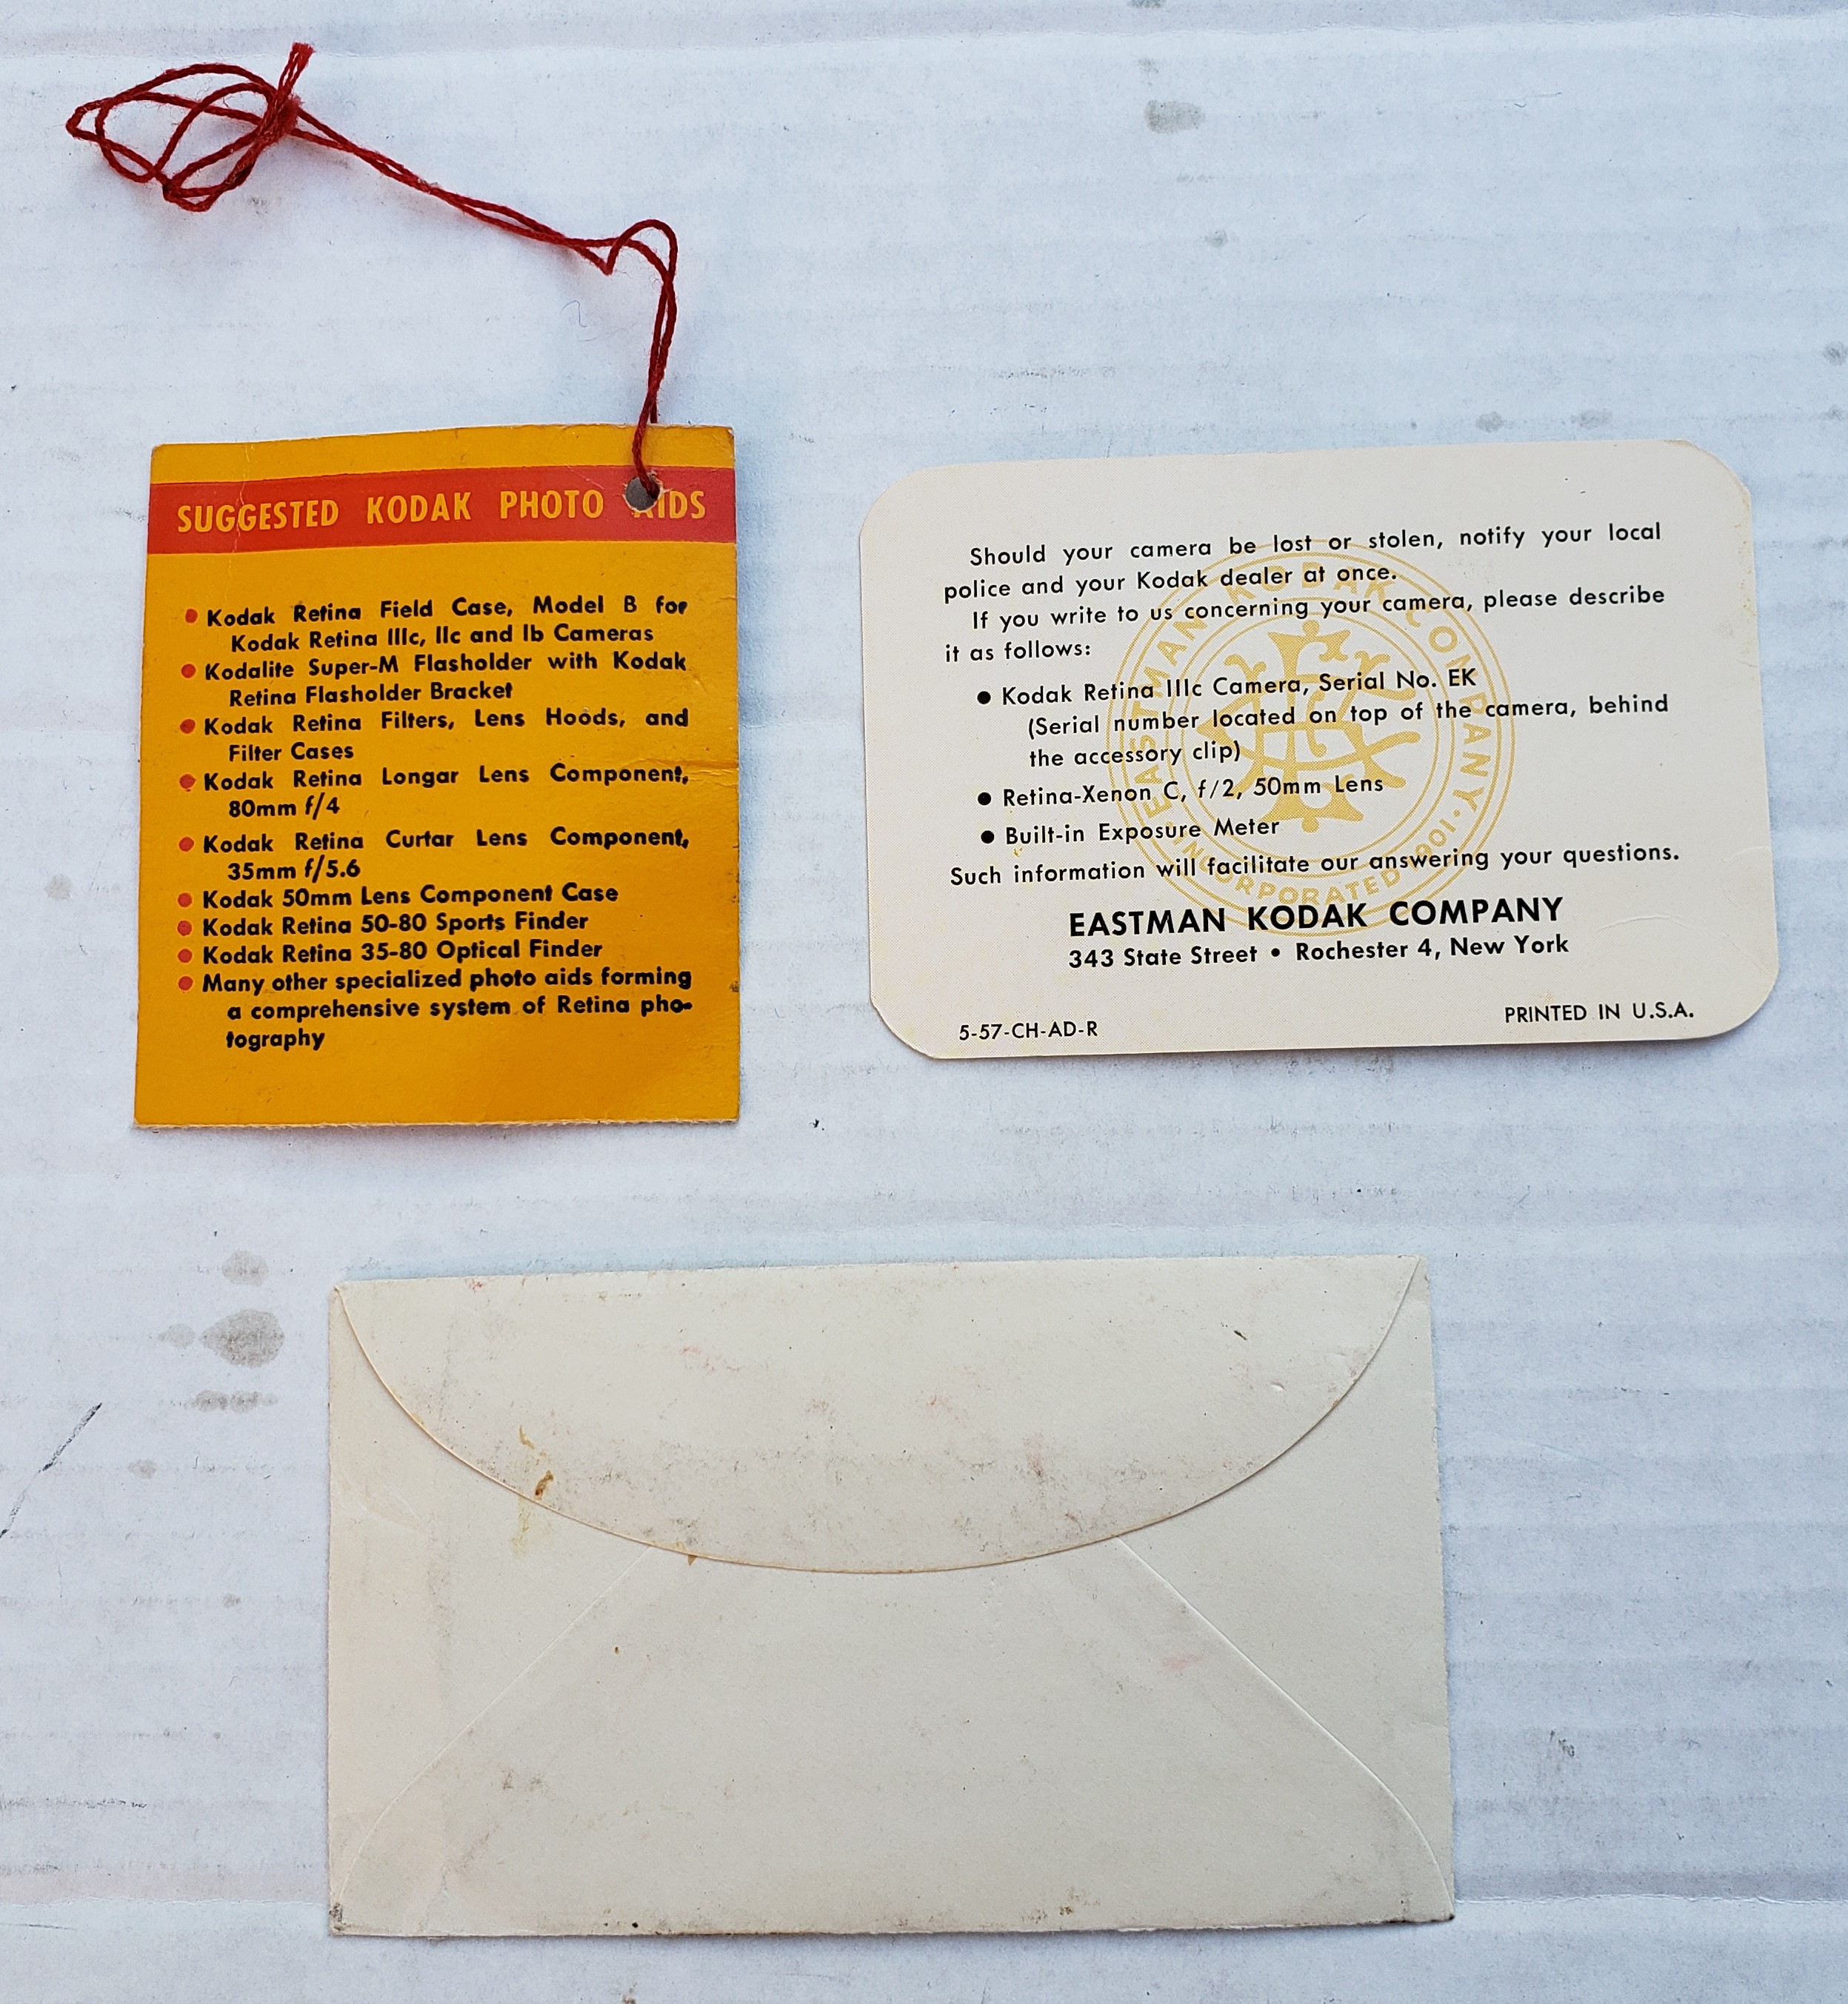 SUGGESTED KODAK PHOTO AIDS
• Kodak Retina Field Case, Model B for
Kodak Retina IIIc, IIc and Ib Cameras
• Kodalite Super-M Flasholder with Kodak
Retina Flasholder Bracket
• Kodak Retina Filters, Lens Hoods, and
Filter Cases
• Kodak Retina Longar Lens Component,
80mm f/4
• Kodak Retina Curtar Lens Component,
35mm f/5.6
• Kodak 50mm Lens Component Case
• Kodak Retina 50-80 Sports Finder
• Kodak Retina 35-80 Optical Finder
• Many other specialized photo aids forming
a comprehensive system of Retina pho-
tography
Should your camera be lost or stolen, notify your local
police and your Kodak dealer at once.
If you write to us concerning your camera, please describe
it as follows:
• Kodak Retina IIIc Camera, Serial No. EK
(Serial number located on top of the camera, behind
the accessory clip)
• Retina-Xenon C, f/2, 50mm Lens
• Built-in Exposure Meter
Such information will facilitate our answering your questions.
EASTMAN KODAK COMPANY
343 State Street • Rochester 4, New York
5-57-CH-AD-R
PRINTED IN U.S.A.
EASTMAN KODAK COMPANY
INCORPORATED 1901